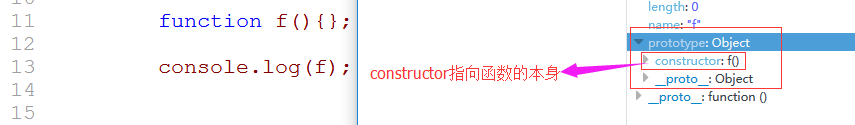 11 function f(){};
12
13 console.log(f);
14
15
length: 0
name: "f"
prototype: Object
constructor: f()
__proto__: Object
__proto__: function ()
constructor指向函数的本身